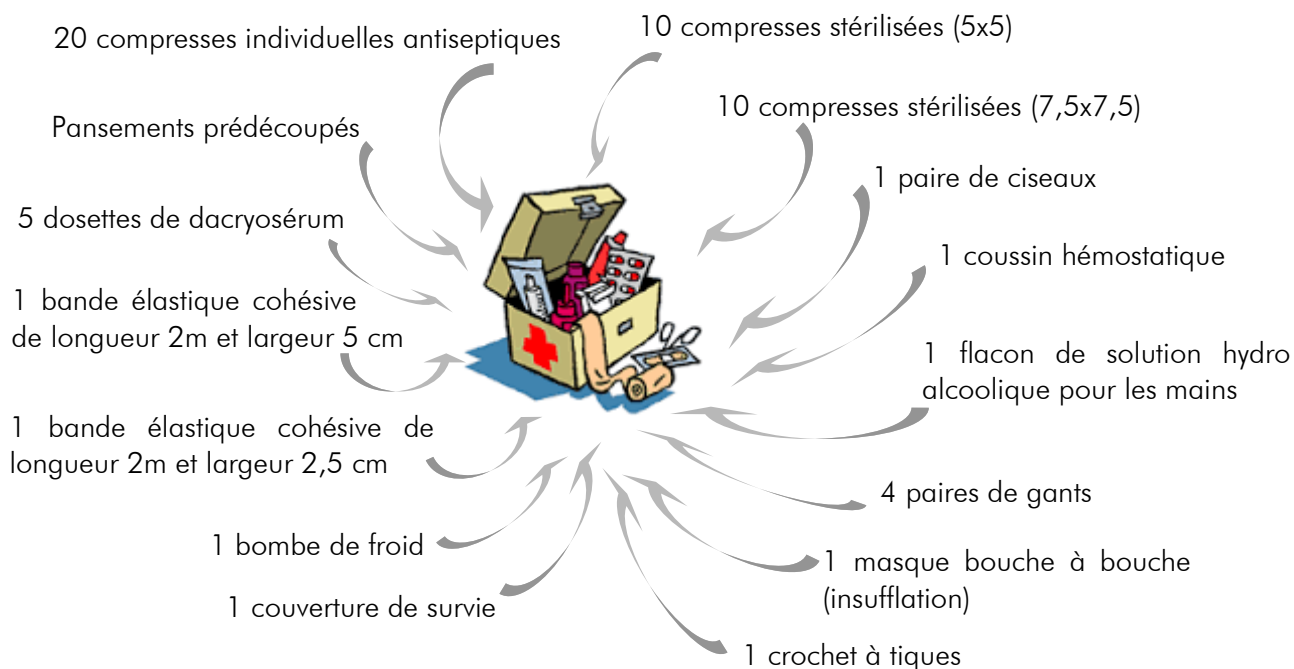 20 compresses individuelles antiseptiques
10 compresses stérilisées (5x5)
10 compresses stérilisées (7,5x7,5)
Pansements prédécoupés
1 paire de ciseaux
5 dosettes de dacryosérum
1 coussin hémostatique
1 bande élastique cohésive
de longueur 2m et largeur 5 cm
1 flacon de solution hydro
alcoolique pour les mains
1 bande élastique cohésive de
longueur 2m et largeur 2,5 cm
4 paires de gants
1 bombe de froid
1 masque bouche à bouche
(insufflation)
1 couverture de survie
1 crochet à tiques